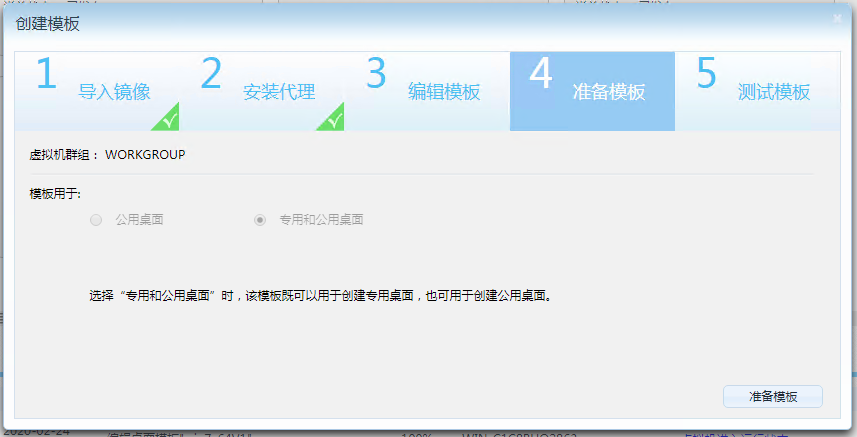 创建模板
1 导入镜像
2 安装代理
3 编辑模板
4 准备模板
5 测试模板
虚拟机群组： WORKGROUP
模板用于:
公用桌面 专用和公用桌面
选择“专用和公用桌面”时，该模板既可以用于创建专用桌面，也可用于创建公用桌面。
准备模板
2020-02-24 100%